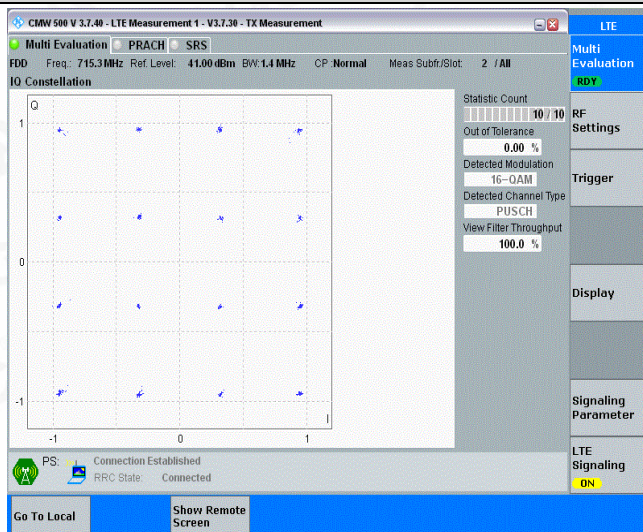 CMW 500 V 3.7.40 - LTE Measurement 1 - V3.7.30 - TX Measurement
LTE
Multi Evaluation PRACH SRS
Multi
Evaluation
RDY
FDD Freq.: 715.3 MHz Ref. Level: 41.00 dBm BW: 1.4 MHz CP :Normal Meas Subfr./Slot: 2 / All
IQ Constellation
Q
1
0
-1
-1 0 1
I
Statistic Count
10 / 10
Out of Tolerance
0.00 %
Detected Modulation
16-QAM
Detected Channel Type
PUSCH
View Filter Throughput
100.0 %
RF
Settings
Trigger
Display
Signaling
Parameter
LTE
Signaling
ON
PS: Connection Established
RRC State: Connected
Go To Local
Show Remote
Screen